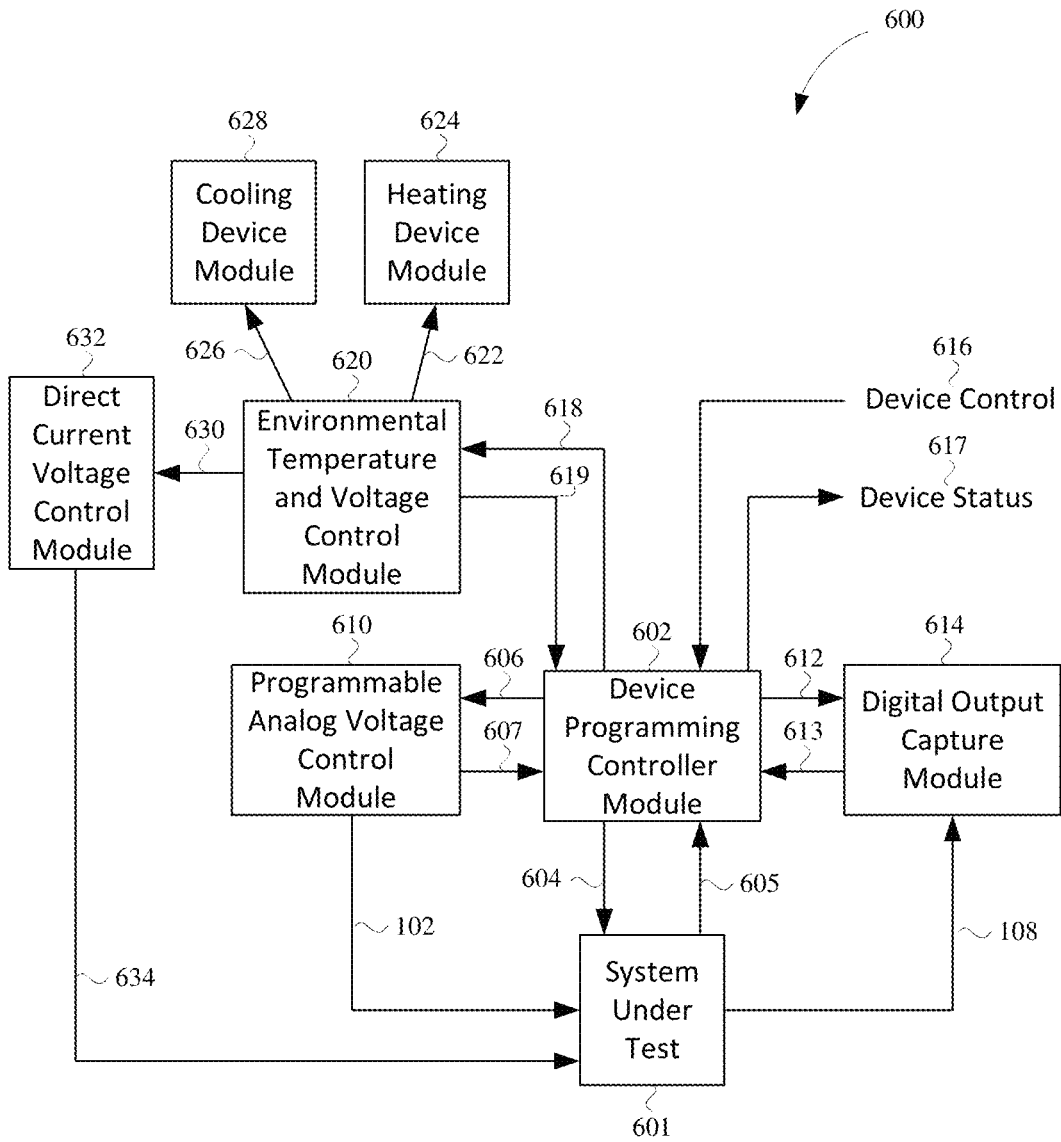 600
628
624
Cooling
Device
Module
Heating
Device
Module
626
622
632
620
616
Direct
Current
Voltage
Control
Module
630
Environmental
Temperature
and Voltage
Control
Module
618
619
Device Control
617
Device Status
610
602
614
Programmable
Analog Voltage
Control
Module
606
607
Device
Programming
Controller
Module
612
613
Digital Output
Capture
Module
604
605
102
108
634
System
Under
Test
601